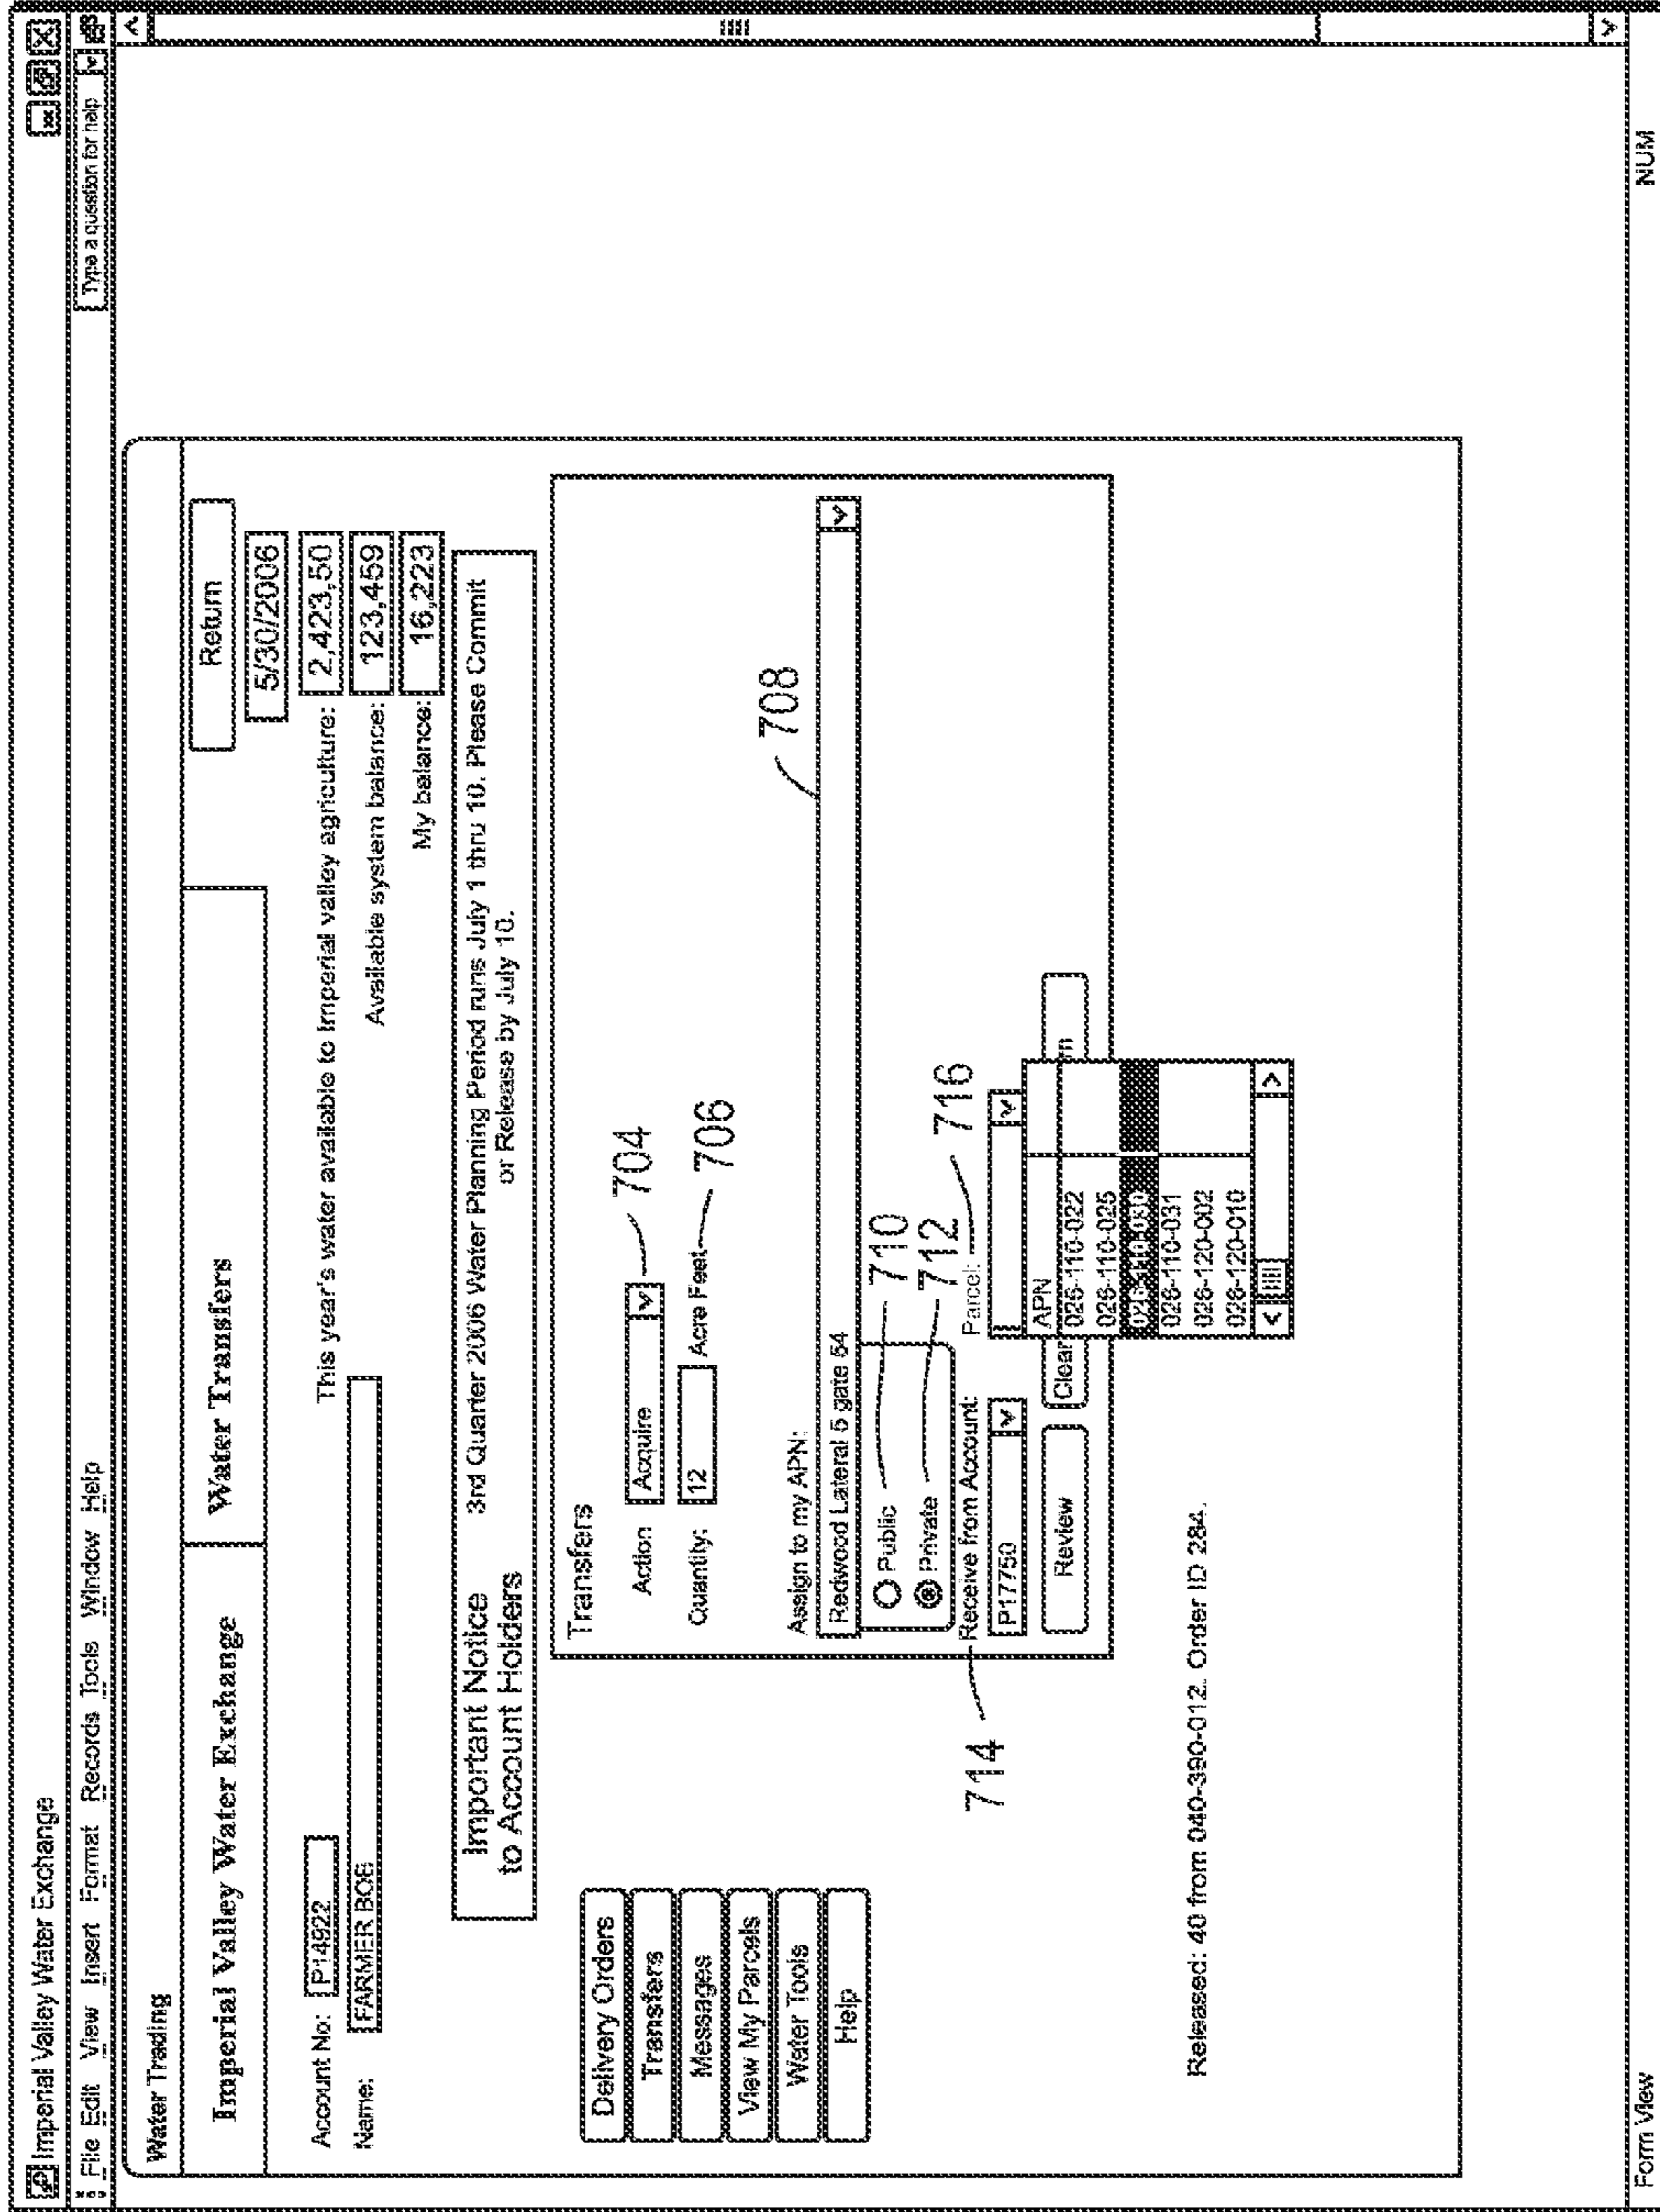 Imperial Valley Water Exchange
File Edit View Insert Format Records Tools Window Help
Type a question for help
Water Trading
Imperial Valley Water Exchange
Water Transfers
Return
5/30/2006
Account No: P14922
This year's water available to Imperial valley agriculture: 2,423,50
Name: FARMER BOB
Available system balance: 123,469
My balance: 16,223
Important Notice to Account Holders
3rd Quarter 2006 Water Planning Period runs July 1 thru 10. Please Commit
or Release by July 10.
Delivery Orders
Transfers
Messages
View My Parcels
Water Tools
Help
Transfers
Action Acquire 704
Quantity: 12 Acre Feet 706
Assign to my APN:
708
Redwood Lateral 5 gate 54
Public 710
Private 712
714 Receive from Account:
Parcel: 716
P17750
APN
026-110-022
026-110-025
026-110-030
026-110-031
026-120-002
026-120-010
Review
Clear
Released: 40 from 040-390-012. Order ID 284.
Form View
NUM